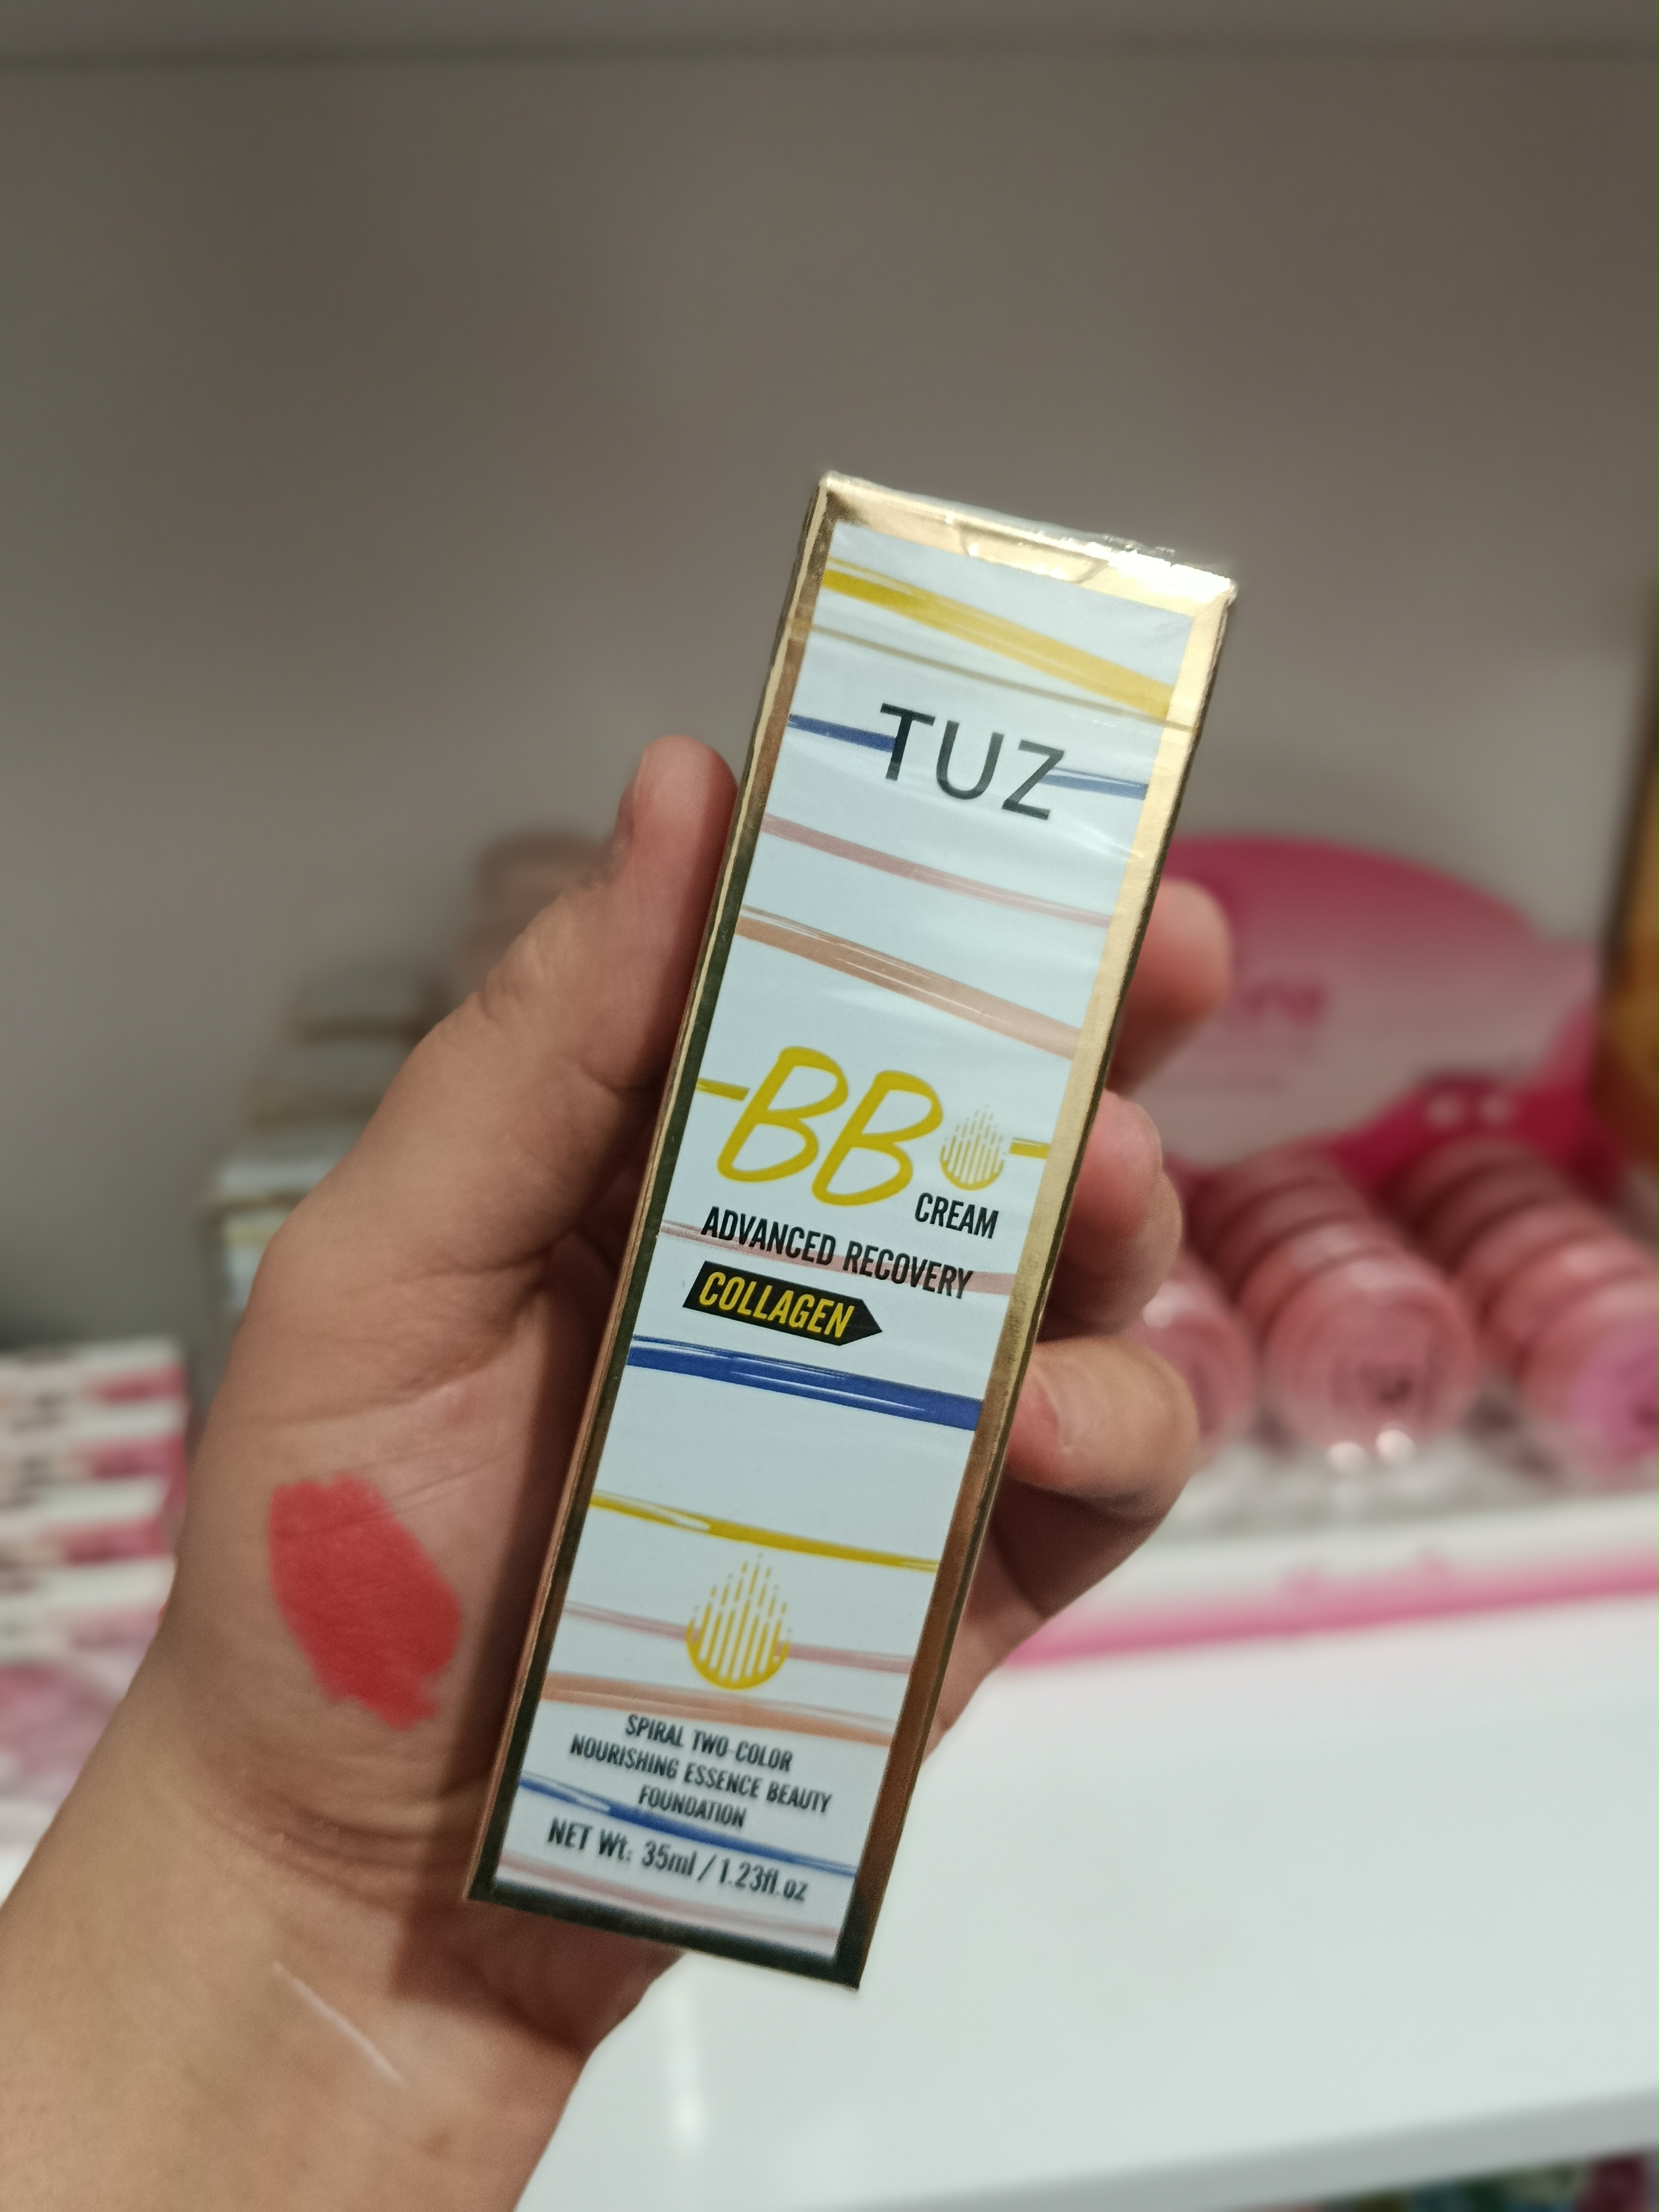 TUZ
BB
CREAM
ADVANCED RECOVERY
COLLAGEN
SPIRAL TWO-COLOR
NOURISHING ESSENCE BEAUTY
FOUNDATION
NET Wt: 35ml / 1.23fl.oz